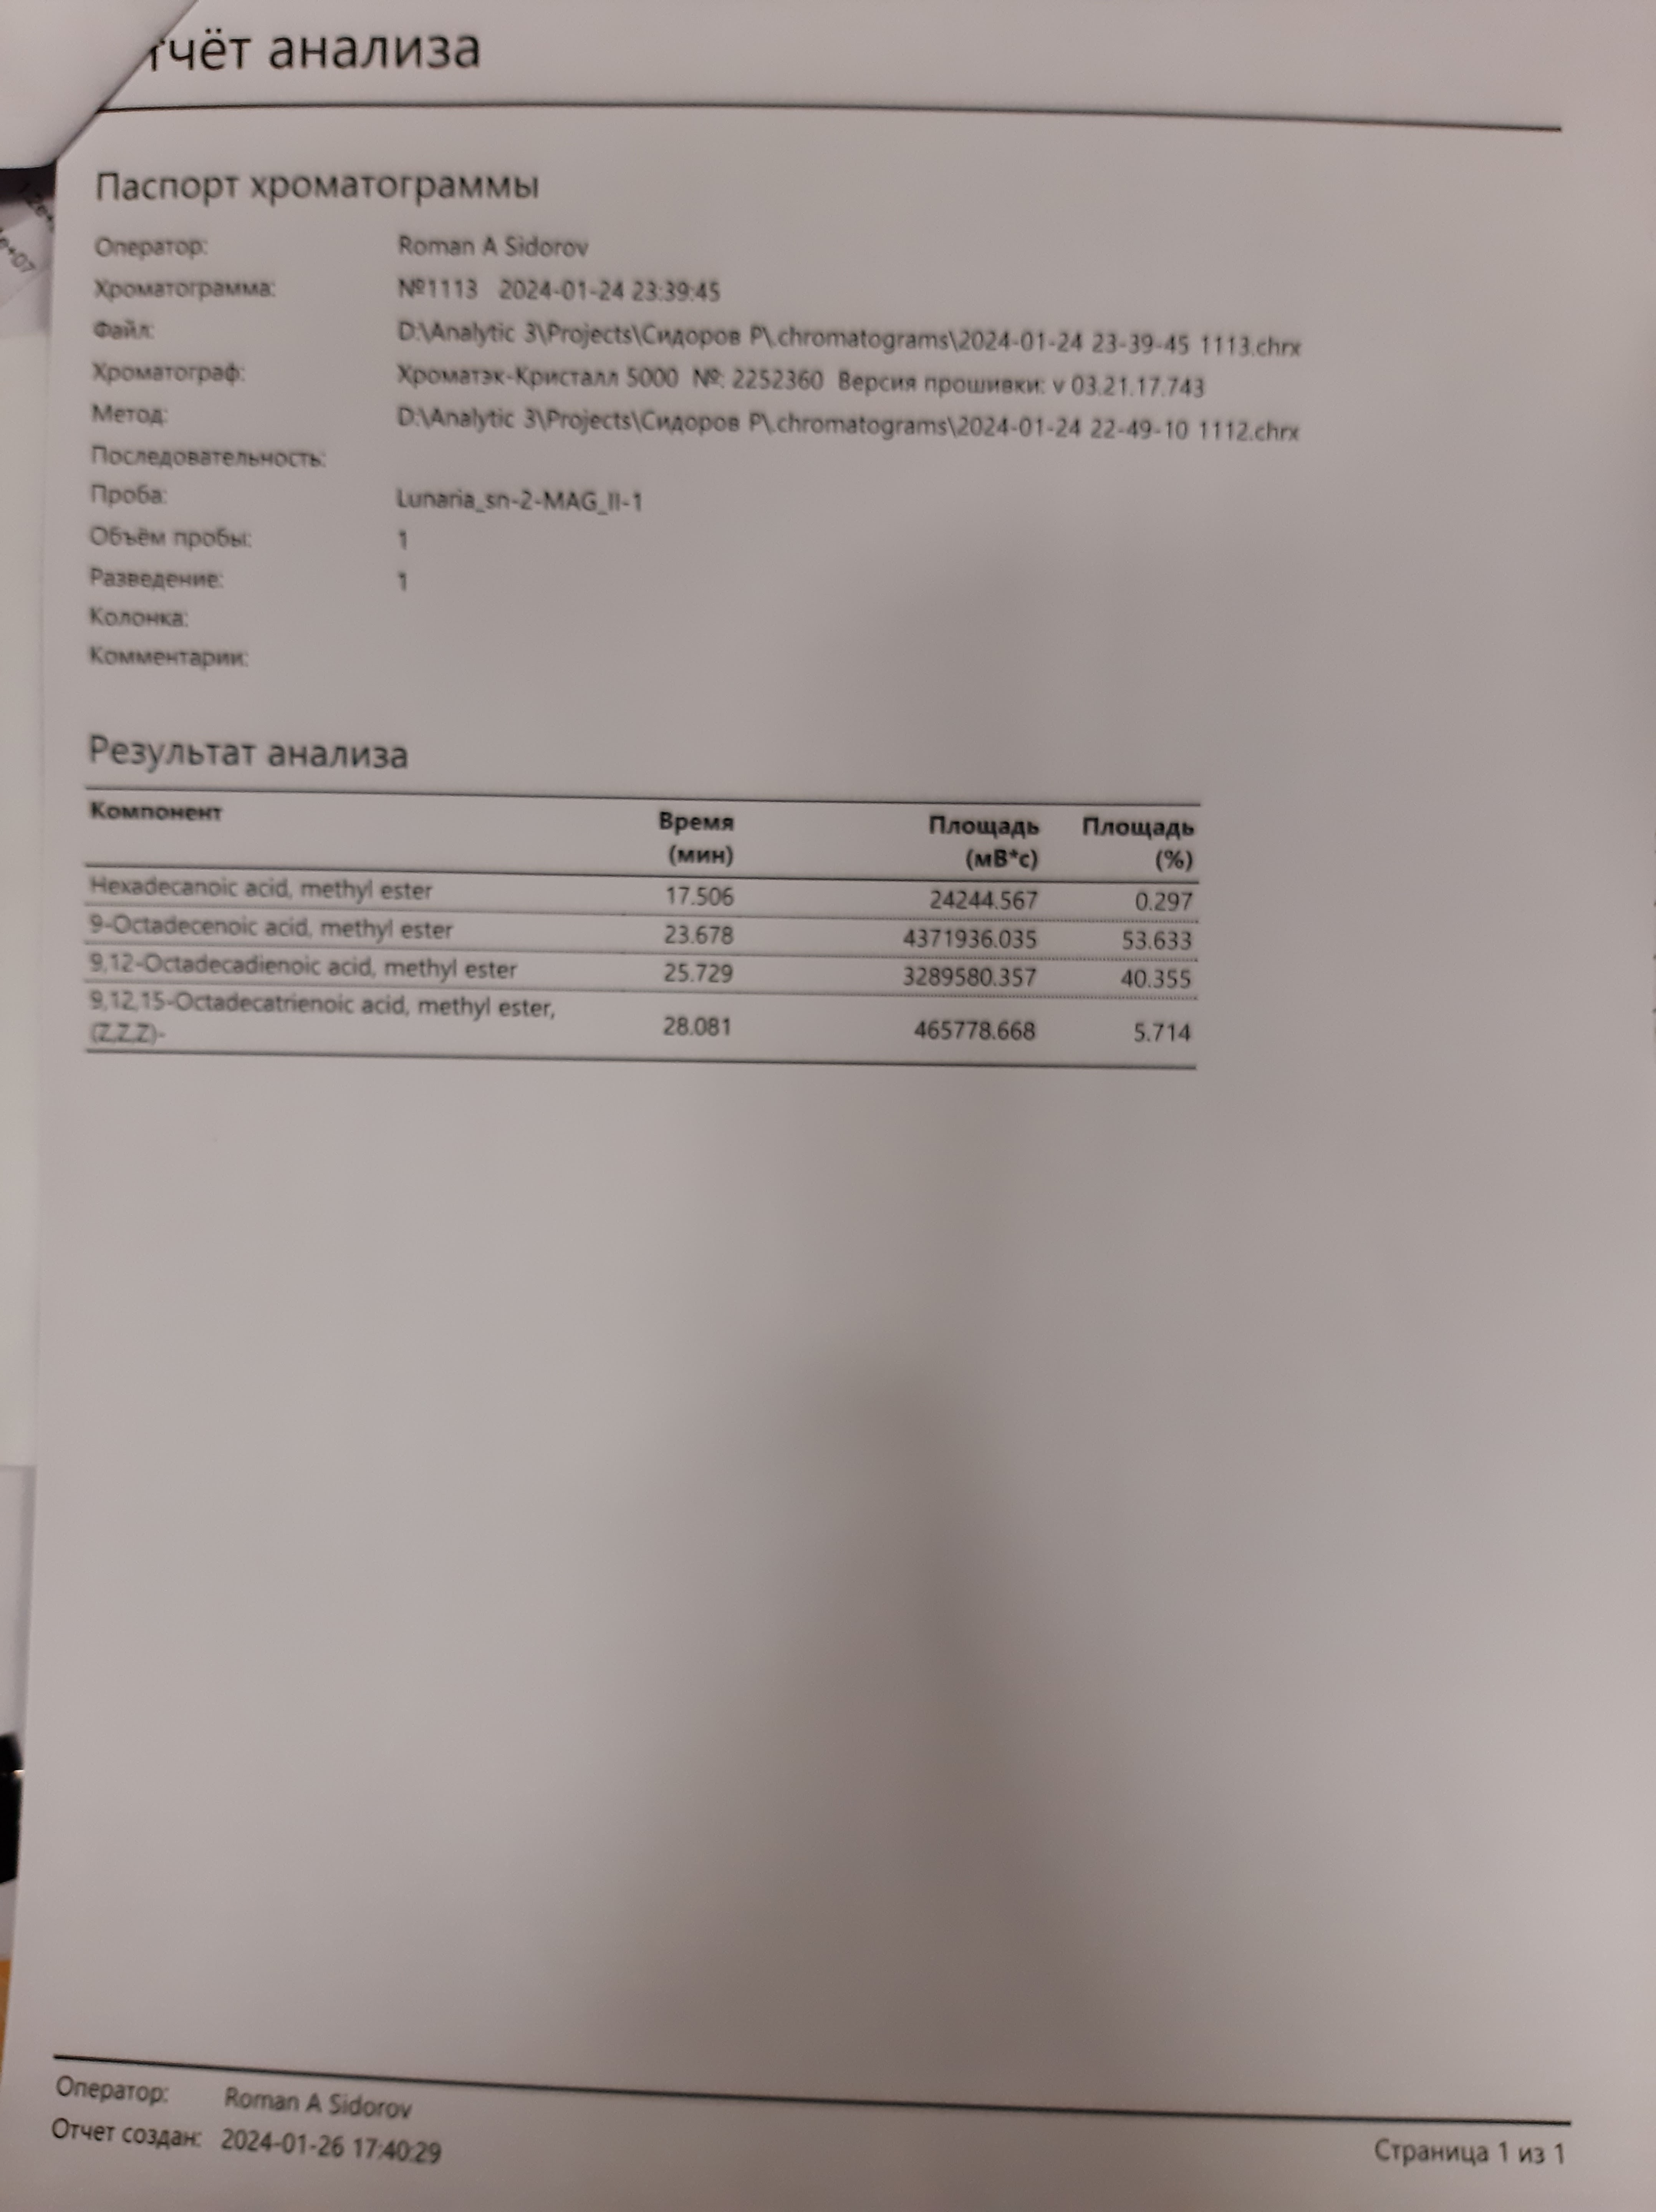 тчёт анализа
Паспорт хроматограммы
Оператор: Roman A Sidorov
Хроматограмма: №1113 2024-01-24 23:39:45
Файл: D:\Analytic 3\Projects\Сидоров Р\.chromatograms\2024-01-24 23-39-45 1113.chrx
Хроматограф: Хроматэк-Кристалл 5000 №: 2252360 Версия прошивки: v 03.21.17.743
Метод: D:\Analytic 3\Projects\Сидоров Р\.chromatograms\2024-01-24 22-49-10 1112.chrx
Последовательность:
Проба: Lunaria_sn-2-MAG_II-1
Объём пробы: 1
Разведение: 1
Колонка:
Комментарии:
Результат анализа
Компонент Время Площадь Площадь
(мин) (мВ*с) (%)
Hexadecanoic acid, methyl ester 17.506 24244.567 0.297
9-Octadecenoic acid, methyl ester 23.678 4371936.035 53.633
9,12-Octadecadienoic acid, methyl ester 25.729 3289580.357 40.355
9,12,15-Octadecatrienoic acid, methyl ester,
(Z,Z,Z)- 28.081 465778.668 5.714
Оператор: Roman A Sidorov
Отчет создан: 2024-01-26 17:40:29
Страница 1 из 1